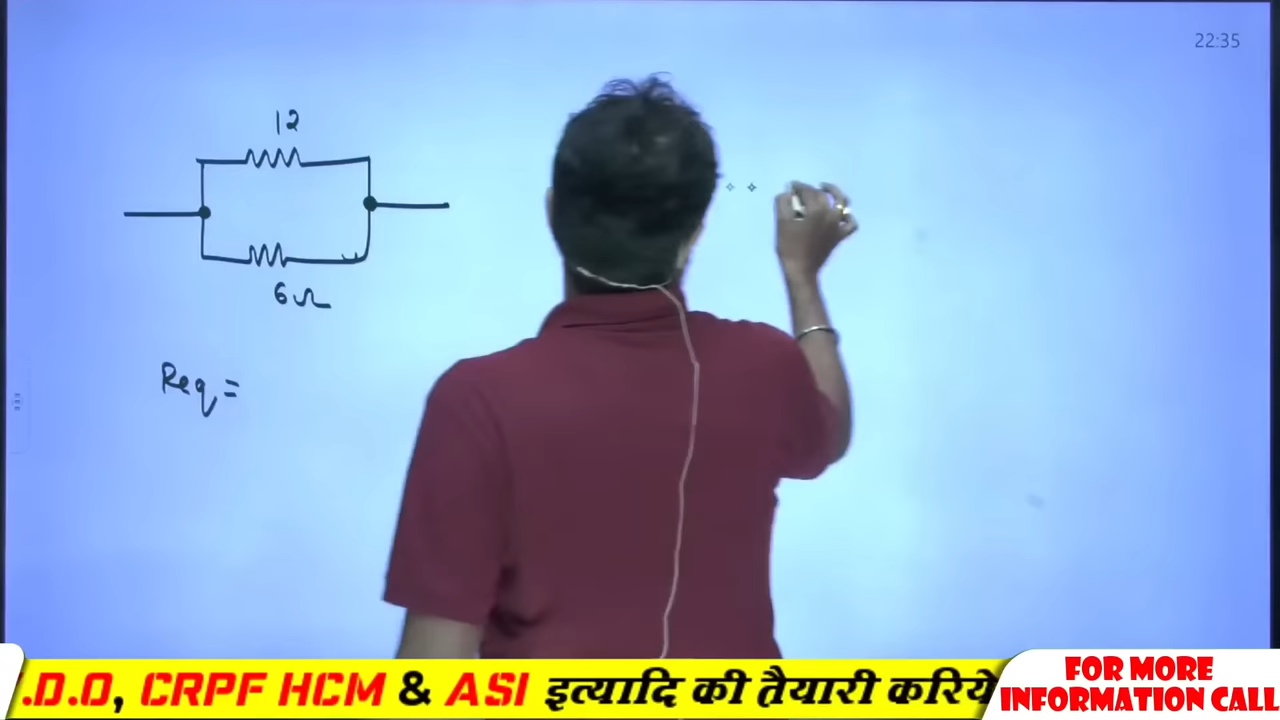 22:35
12
6Ω
Req =
.D.O, CRPF HCM & ASI इत्यादि की तैयारी करिये
FOR MORE
INFORMATION CALL